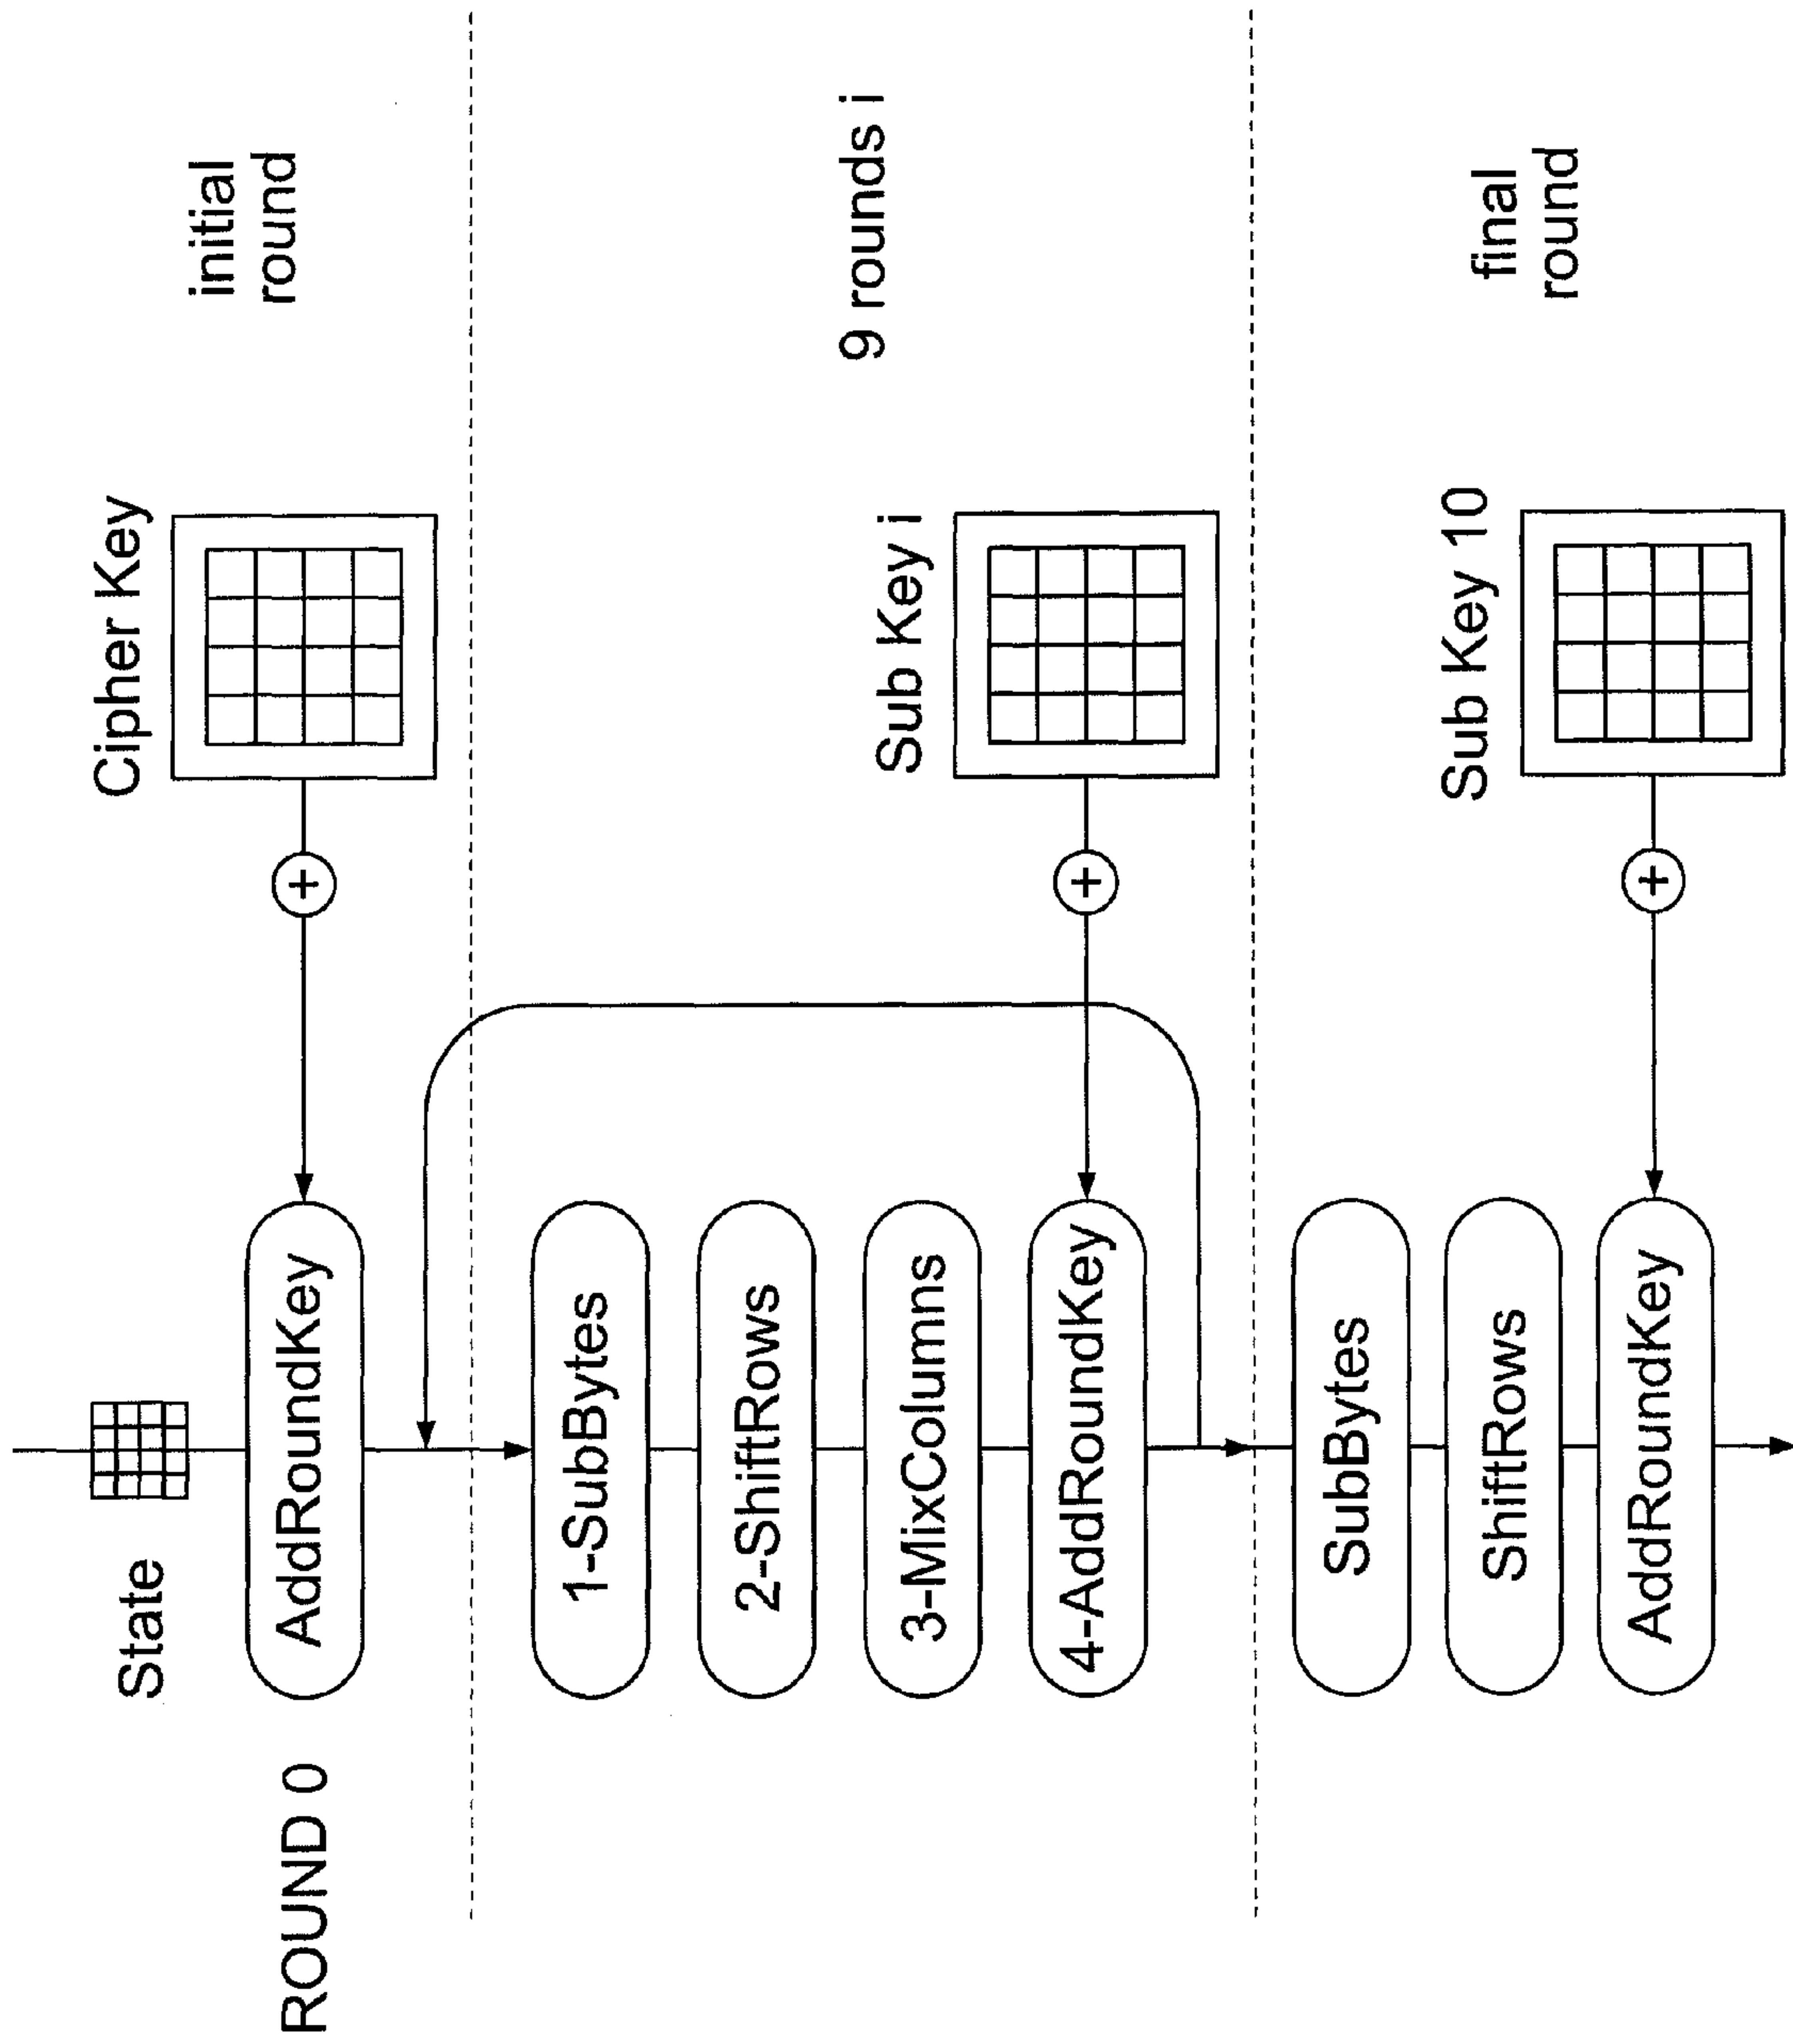 State
Cipher Key
initial
round
ROUND 0
AddRoundKey
+
1-SubBytes
2-ShiftRows
3-MixColumns
4-AddRoundKey
+
Sub Key i
9 rounds i
SubBytes
ShiftRows
AddRoundKey
+
Sub Key 10
final
round